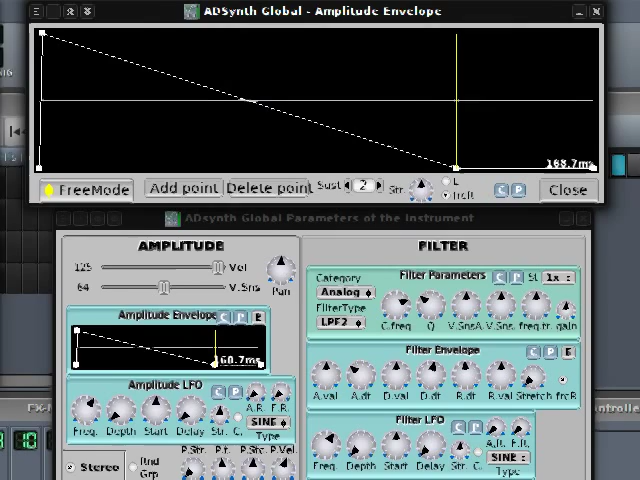 ADSynth Global - Amplitude Envelope
168.7ms
FreeMode Add point Delete point Sust 2 Str. L frcR C P Close
ADsynth Global Parameters of the Instrument
AMPLITUDE
125 Vol
64 V.Sns
Pan
Amplitude Envelope C P E
Amplitude LFO C P
A.R. F.R.
SINE
Freq. Depth Start Delay Str. C. Type
Stereo
Rnd
Grp
P.Str. P.t. P.Stc. P.Vel.
FILTER
Filter Parameters C P St 1x
Category
Analog
FilterType
LPF2
C.freq Q V.SnsA V.Sns. freq.tr. gain
Filter Envelope C P E
A.val A.dt D.val D.dt R.dt R.val Stretch frcR
Filter LFO C P
A.R. F.R.
SINE
Freq. Depth Start Delay Str. C. Type